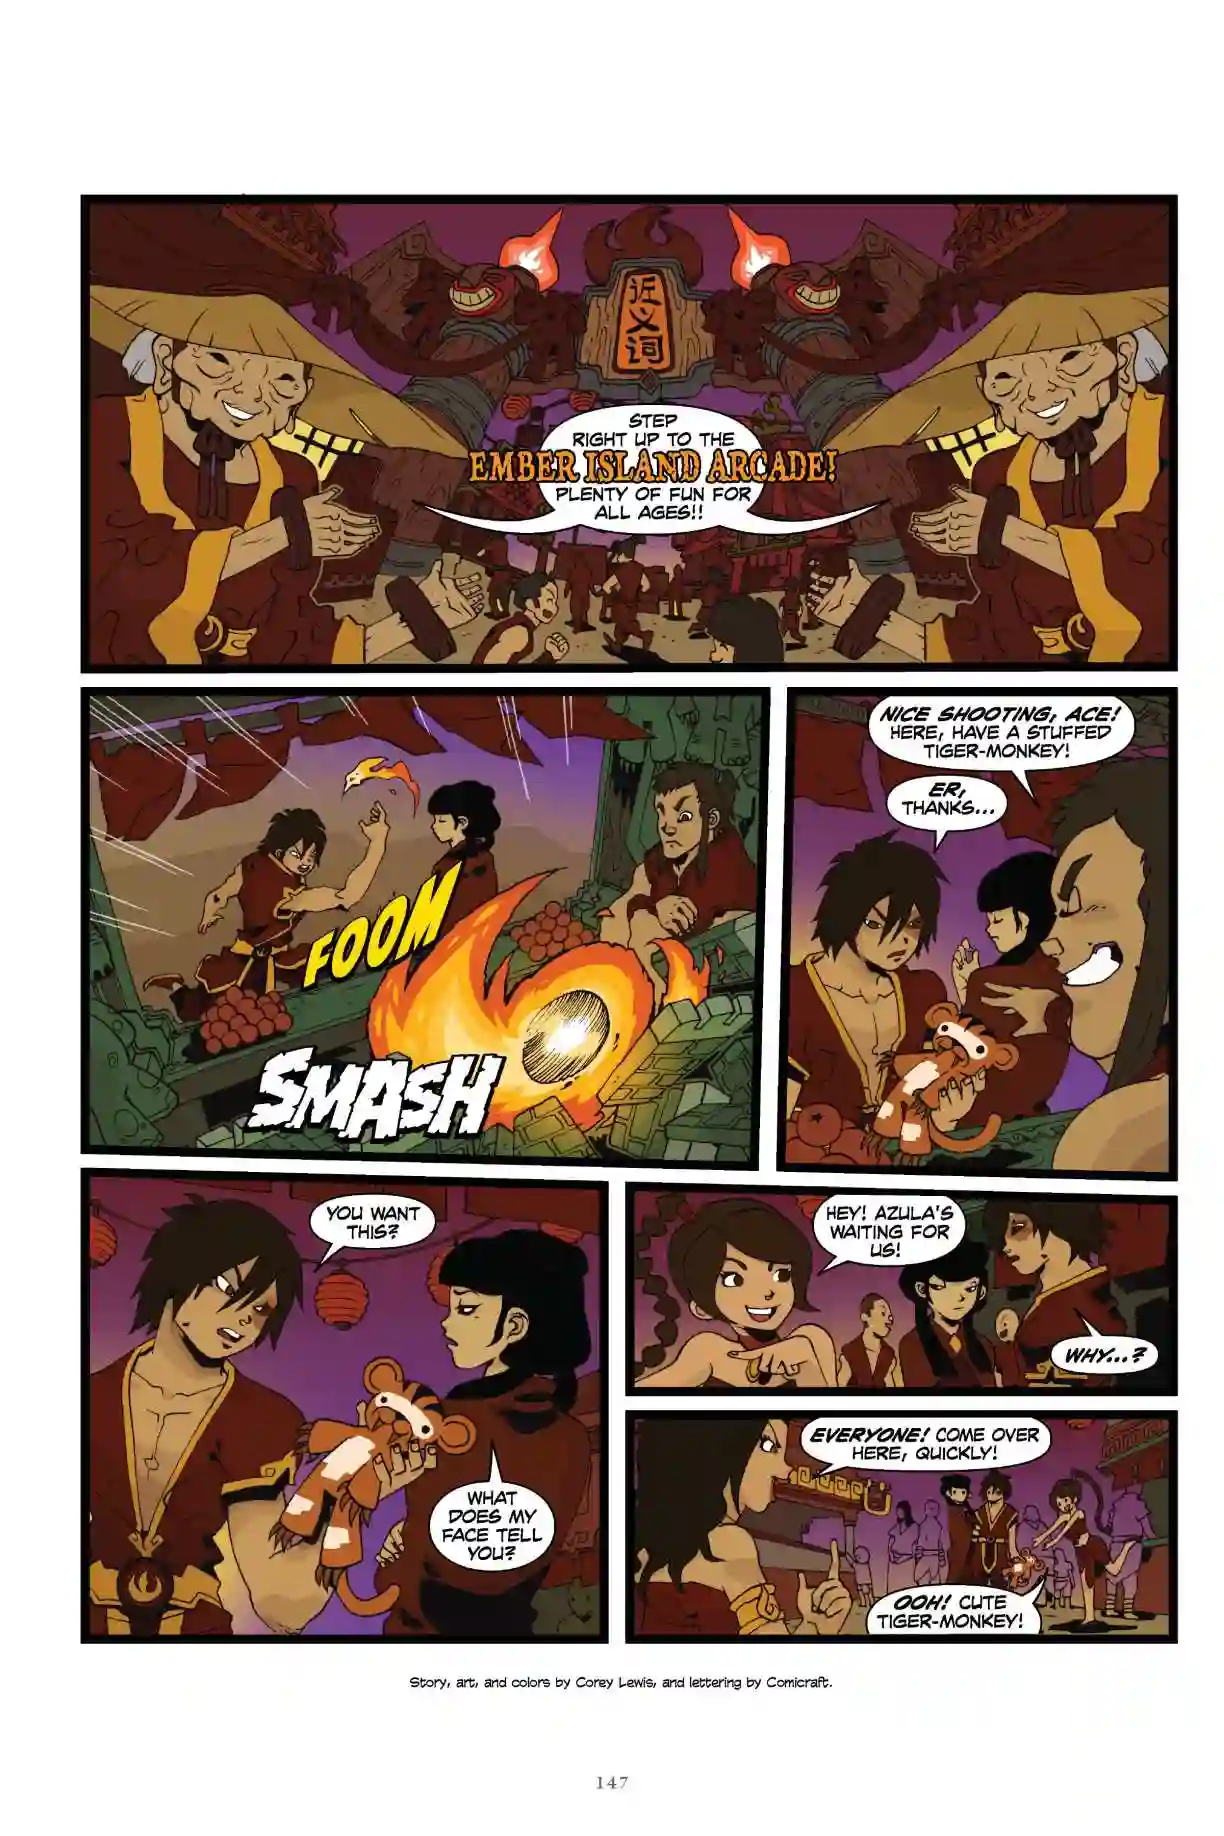 近
义
词
STEP
RIGHT UP TO THE
EMBER ISLAND ARCADE!
PLENTY OF FUN FOR
ALL AGES!!
FOOM
SMASH
NICE SHOOTING, ACE!
HERE, HAVE A STUFFED
TIGER-MONKEY!
ER,
THANKS...
YOU WANT
THIS?
WHAT
DOES MY
FACE TELL
YOU?
HEY! AZULA'S
WAITING FOR
US!
WHY...?
EVERYONE! COME OVER
HERE, QUICKLY!
OOH! CUTE
TIGER-MONKEY!
Story, art, and colors by Corey Lewis, and lettering by Comicraft.
147